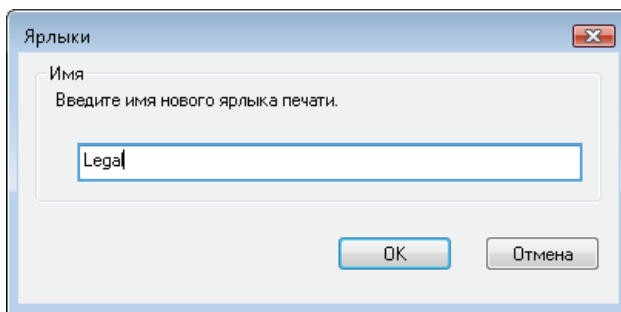 Ярлыки
Имя
Введите имя нового ярлыка печати.
Legal
OK
Отмена